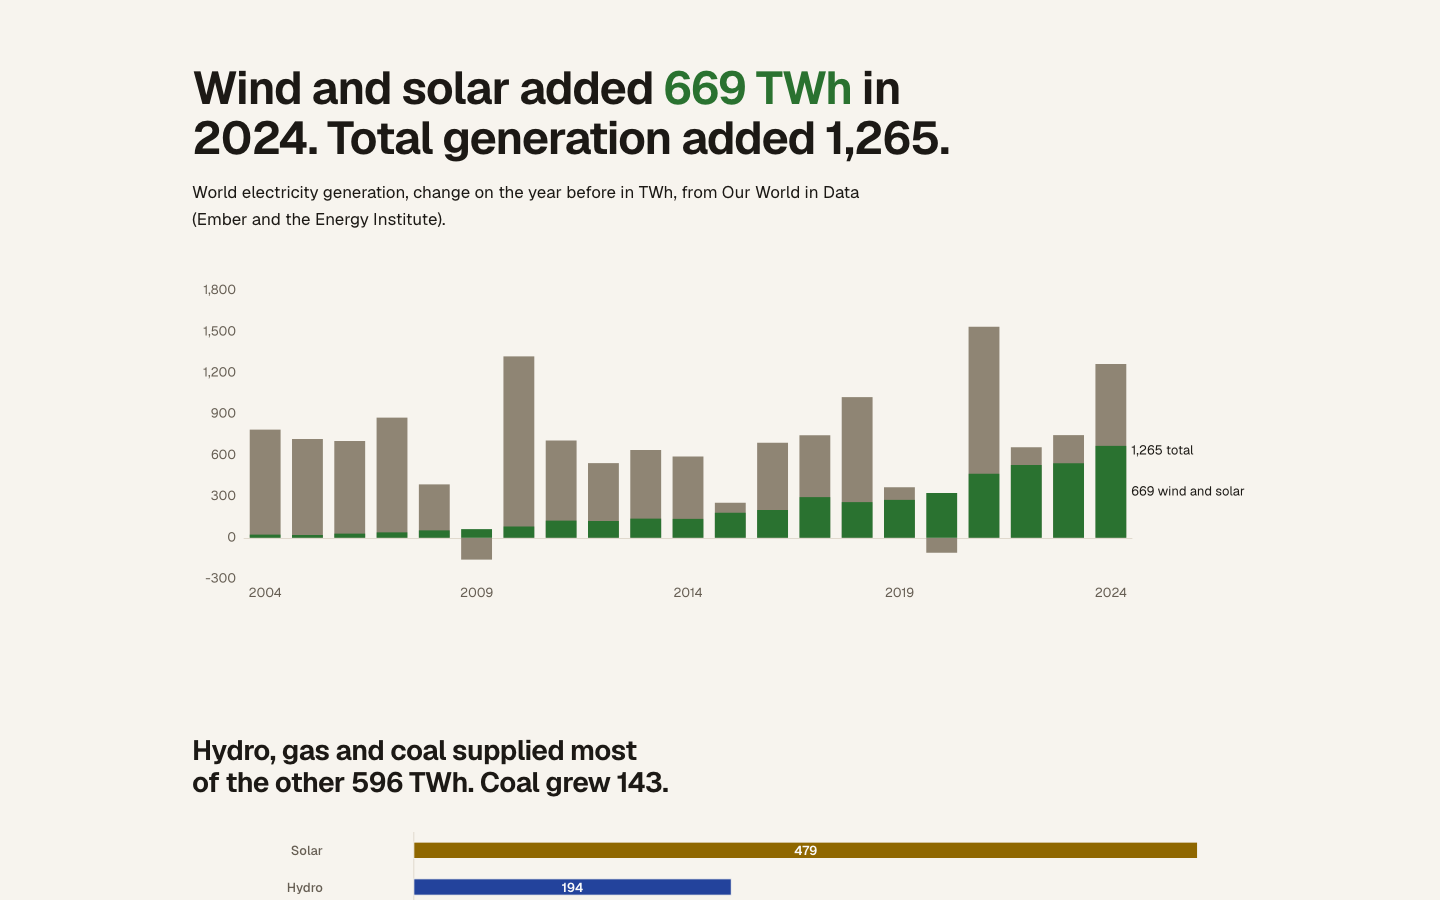 Wind and solar added 669 TWh in
2024. Total generation added 1,265.
World electricity generation, change on the year before in TWh, from Our World in Data
(Ember and the Energy Institute).
1,800
1,500
1,200
900
600
300
0
-300
1,265 total
669 wind and solar
2004
2009
2014
2019
2024
Hydro, gas and coal supplied most
of the other 596 TWh. Coal grew 143.
Solar
479
Hydro
194